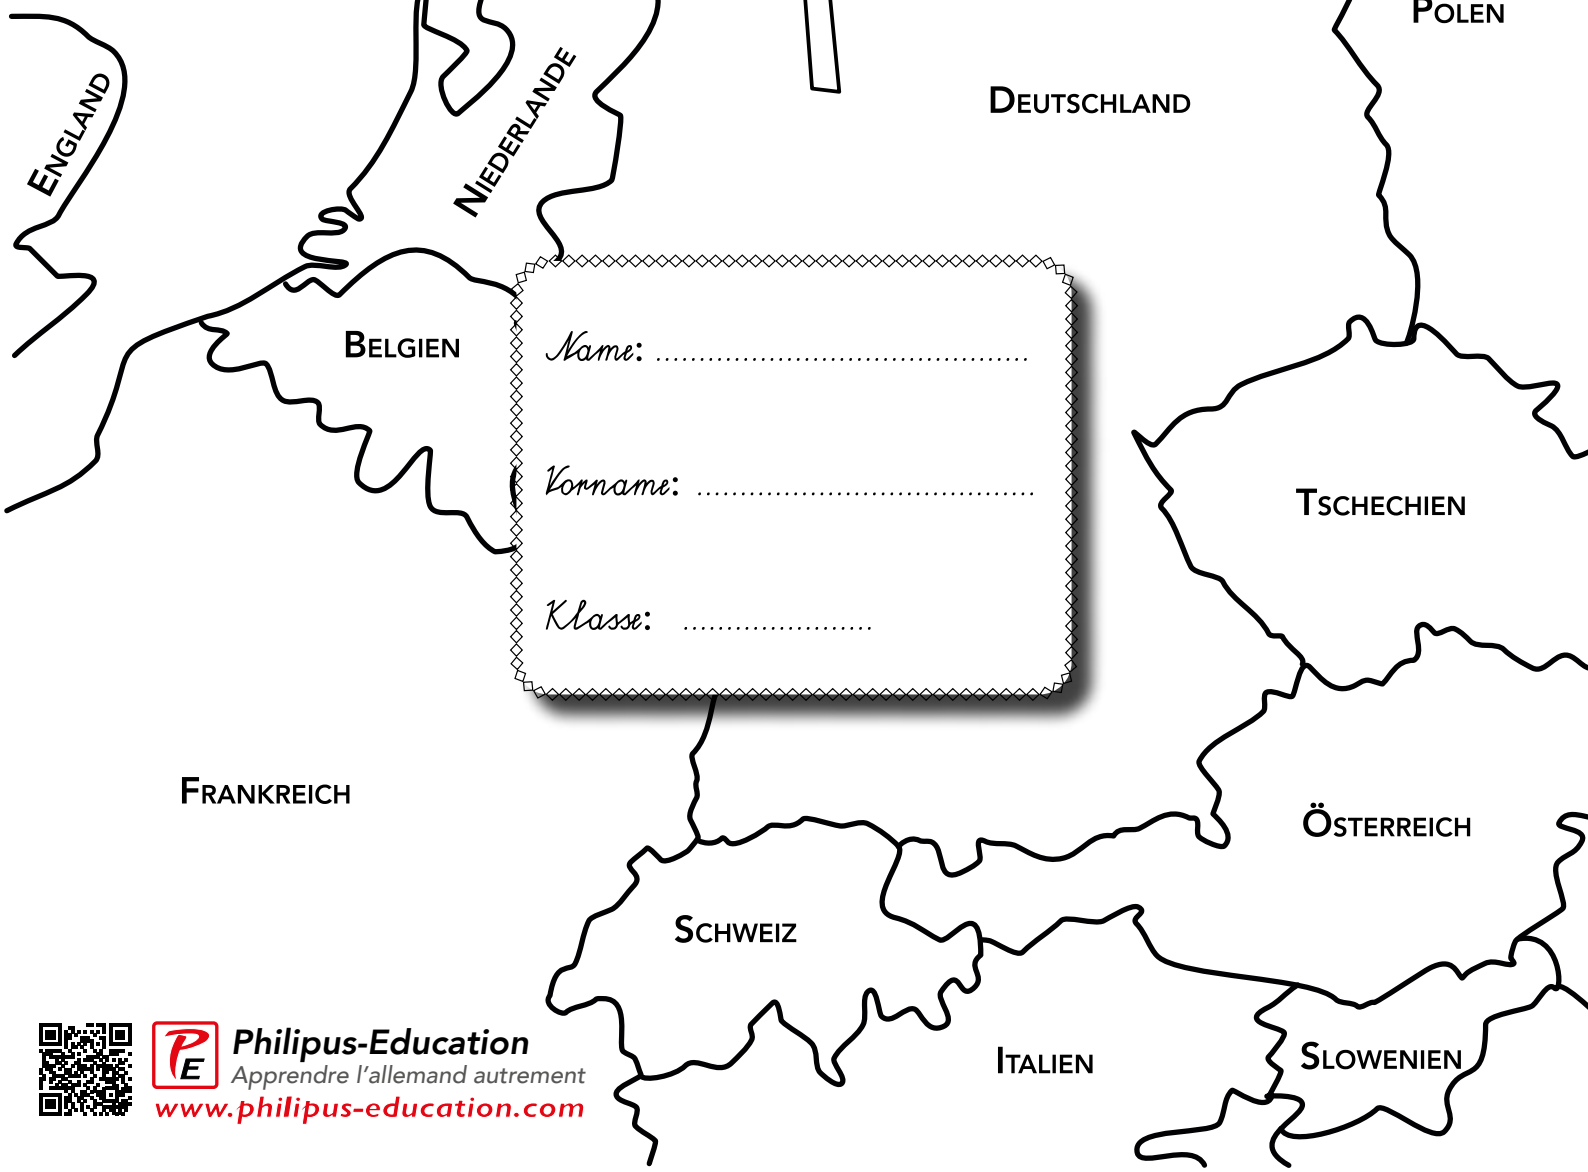 POLEN
ENGLAND
NIEDERLANDE
DEUTSCHLAND
BELGIEN
Name: ............................................
Vorname: ........................................
Klasse: ......................
TSCHECHIEN
FRANKREICH
ÖSTERREICH
SCHWEIZ
ITALIEN
SLOWENIEN
PE
Philipus-Education
Apprendre l'allemand autrement
www.philipus-education.com